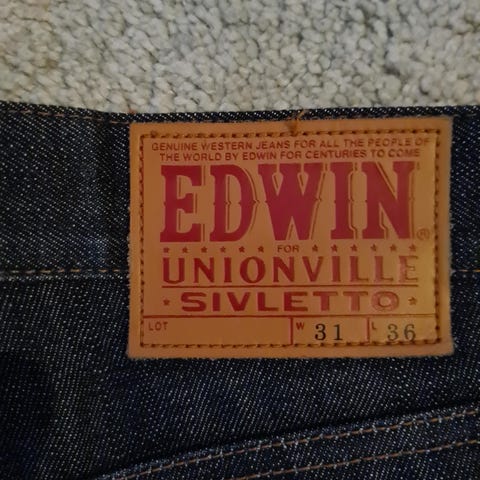 GENUINE WESTERN JEANS FOR ALL THE PEOPLE OF
THE WORLD BY EDWIN FOR CENTURIES TO COME
EDWIN®
★ ★ ★ ★ ★ ★ ★ FOR ★ ★ ★ ★ ★ ★ ★
UNIONVILLE
★ SIVLETTO ★
LOT W 31 L 36